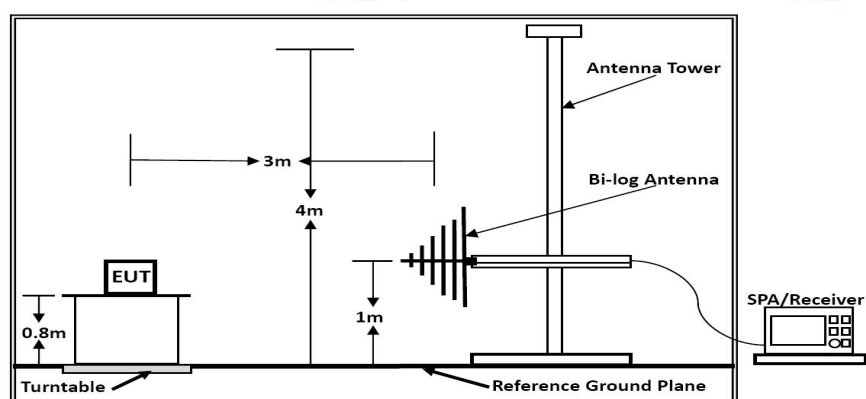 Antenna Tower
3m
Bi-log Antenna
4m
EUT
SPA/Receiver
0.8m
1m
Turntable
Reference Ground Plane